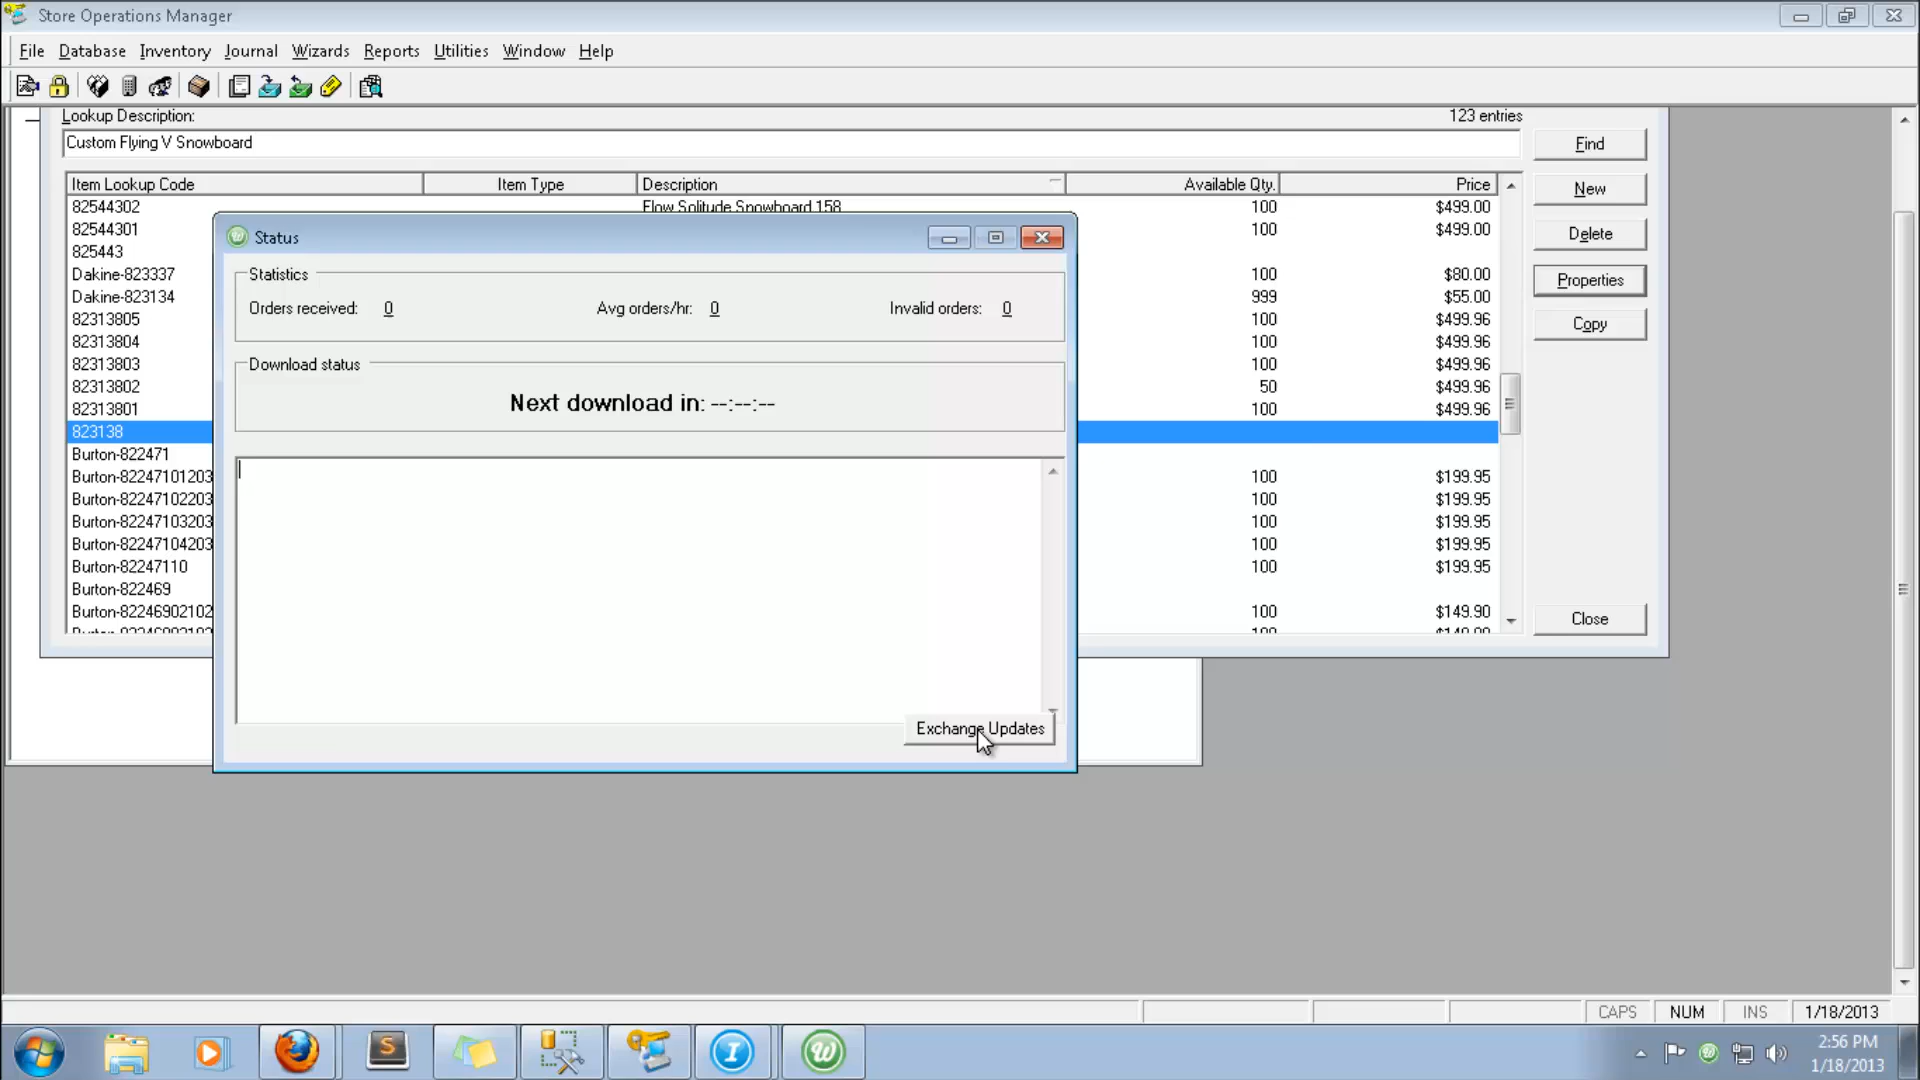 Store Operations Manager
File Database Inventory Journal Wizards Reports Utilities Window Help
Lookup Description:
123 entries
Custom Flying V Snowboard
Find
Item Lookup Code Item Type Description Available Qty. Price
New
82544302 Flow Solitude Snowboard 158 100 $499.00
82544301 100 $499.00
Delete
825443
Dakine-823337 100 $80.00
Properties
Dakine-823134 999 $55.00
82313805 100 $499.96
Copy
82313804 100 $499.96
82313803 100 $499.96
82313802 50 $499.96
82313801 100 $499.96
823138
Burton-822471
Burton-82247101203 100 $199.95
Burton-82247102203 100 $199.95
Burton-82247103203 100 $199.95
Burton-82247104203 100 $199.95
Burton-82247110 100 $199.95
Burton-822469
Burton-82246902102 100 $149.90
Close
Status
Statistics
Orders received: 0 Avg orders/hr: 0 Invalid orders: 0
Download status
Next download in: --:--:--
Exchange Updates
CAPS NUM INS 1/18/2013
2:56 PM
1/18/2013